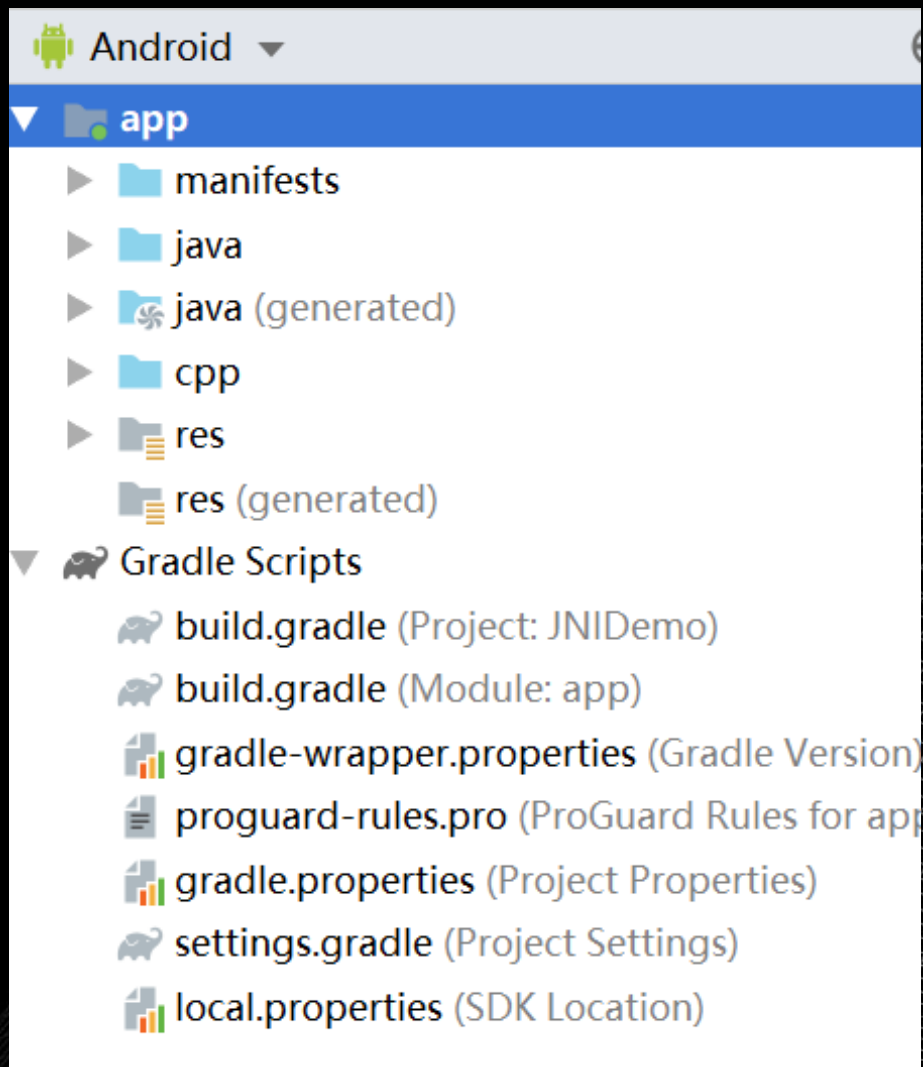 Android
app
manifests
java
java (generated)
cpp
res
res (generated)
Gradle Scripts
build.gradle (Project: JNIDemo)
build.gradle (Module: app)
gradle-wrapper.properties (Gradle Version)
proguard-rules.pro (ProGuard Rules for app
gradle.properties (Project Properties)
settings.gradle (Project Settings)
local.properties (SDK Location)